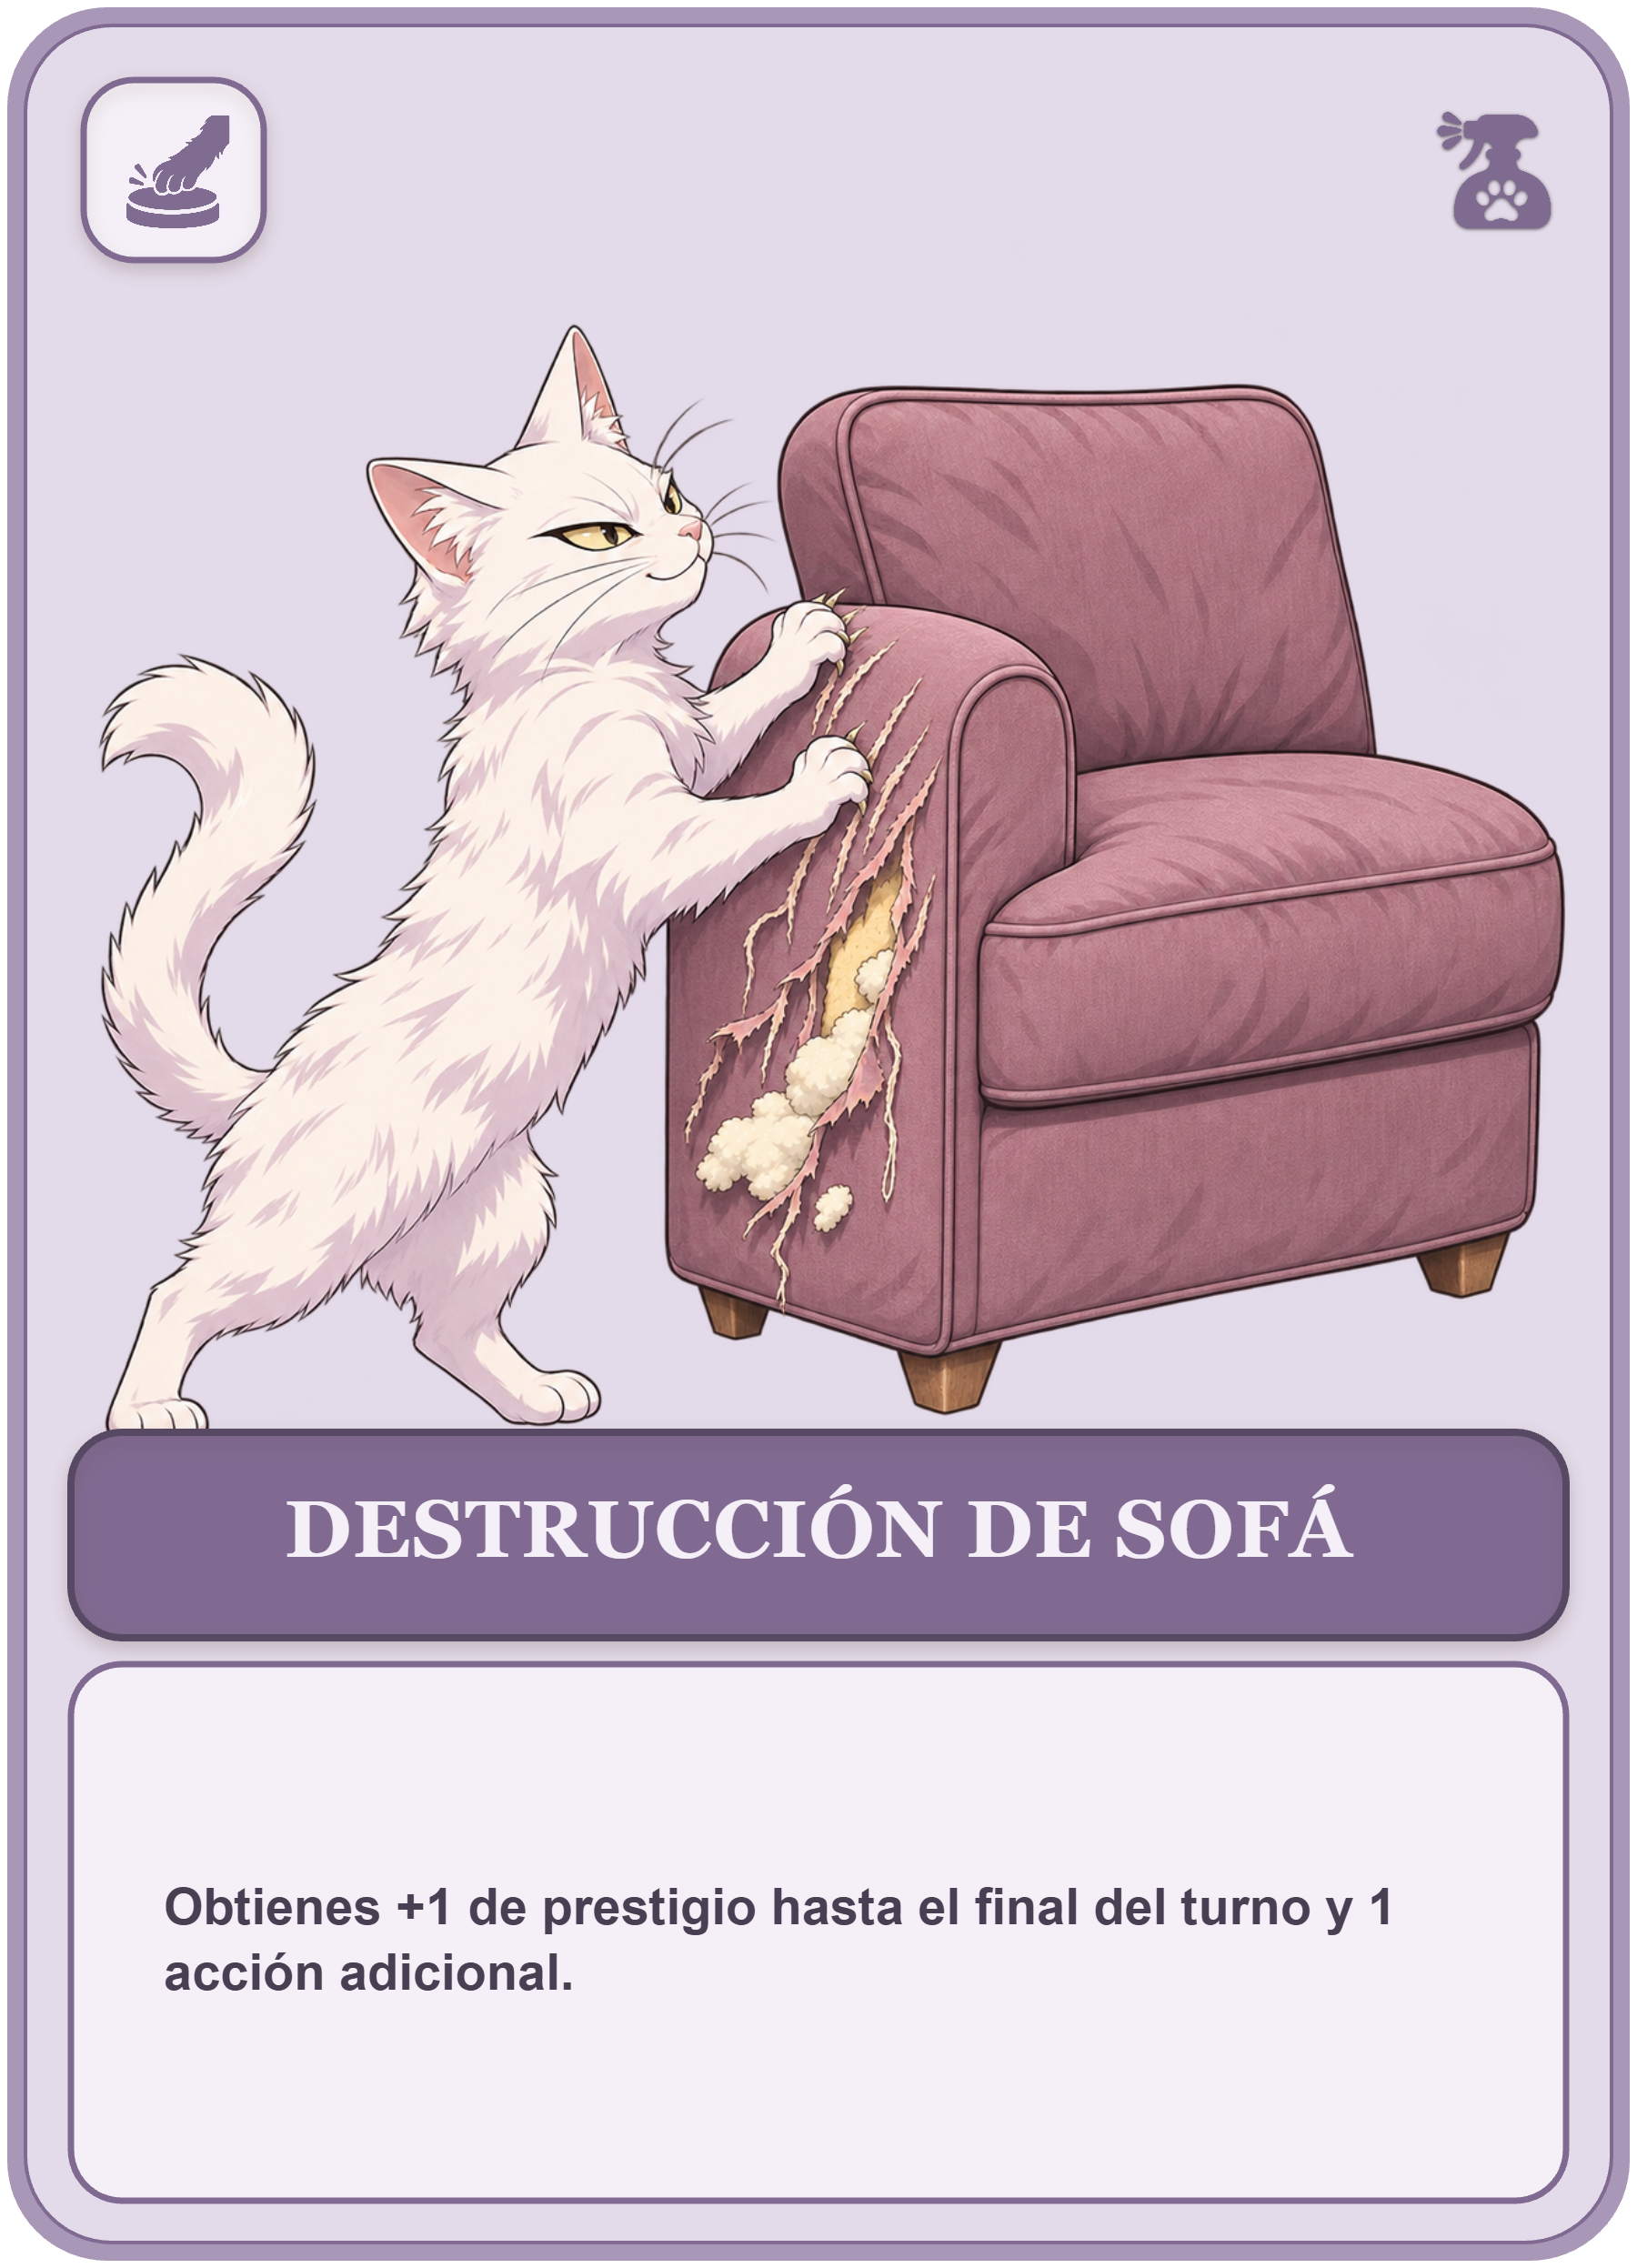 DESTRUCCIÓN DE SOFÁ
Obtienes +1 de prestigio hasta el final del turno y 1
acción adicional.